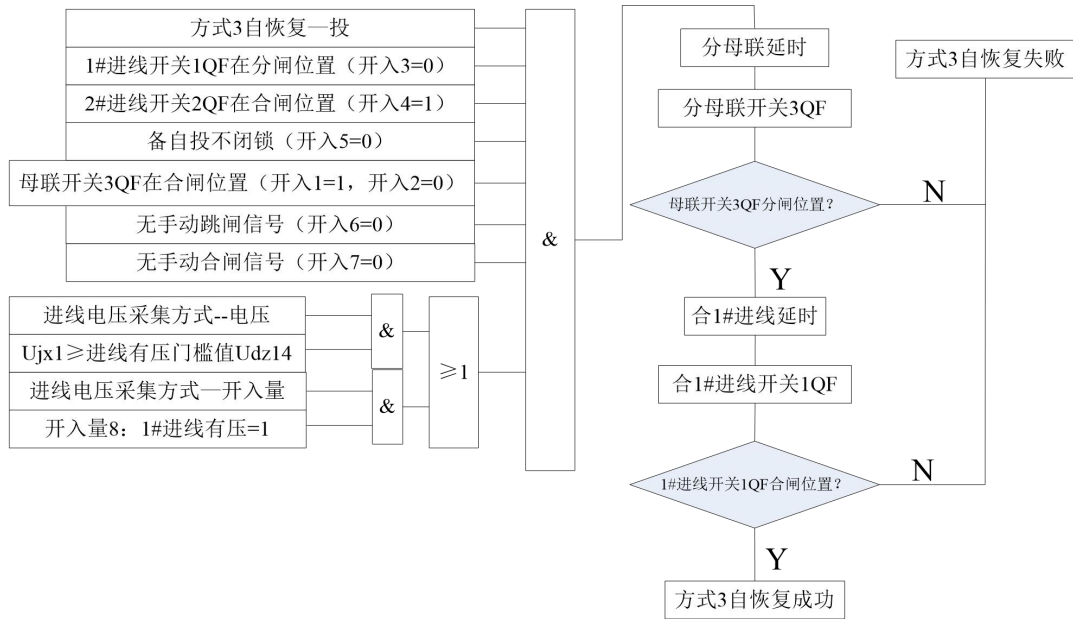 方式3自恢复—投
1#进线开关1QF在分闸位置（开入3=0）
2#进线开关2QF在合闸位置（开入4=1）
备自投不闭锁（开入5=0）
母联开关3QF在合闸位置（开入1=1，开入2=0）
无手动跳闸信号（开入6=0）
无手动合闸信号（开入7=0）
&
进线电压采集方式--电压
Ujx1≥进线有压门槛值Udz14
&
进线电压采集方式—开入量
开入量8：1#进线有压=1
&
≥1
分母联延时
分母联开关3QF
母联开关3QF分闸位置？
N
Y
合1#进线延时
合1#进线开关1QF
1#进线开关1QF合闸位置？
N
Y
方式3自恢复成功
方式3自恢复失败